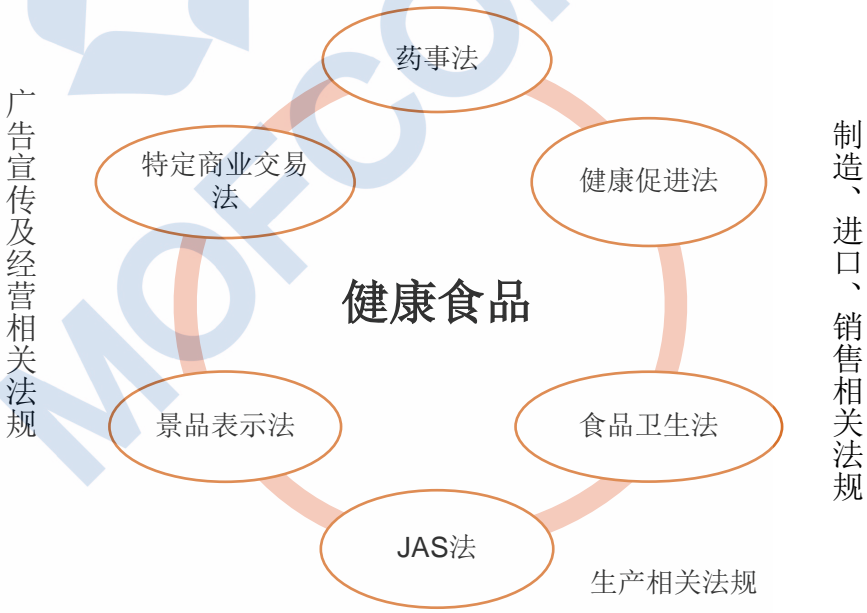 药事法
特定商业交易
法
健康促进法
广告宣传及经营相关法规
制造、进口、销售相关法规
健康食品
景品表示法
食品卫生法
JAS法
生产相关法规
MOFCOM